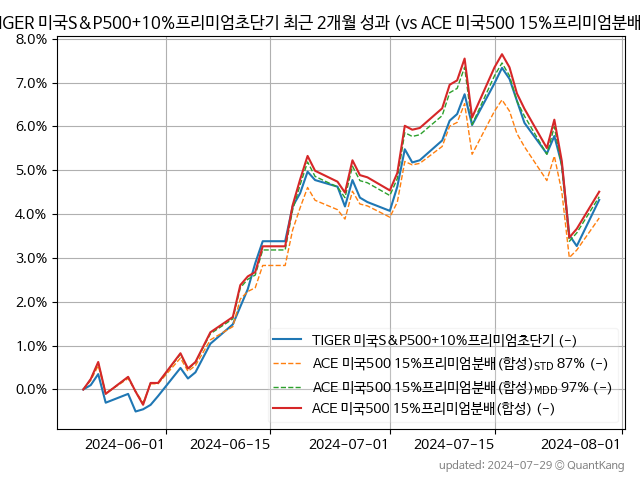 TIGER 미국S&P500+10%프리미엄초단기 최근 2개월 성과 (vs ACE 미국500 15%프리미엄분배
8.0%
7.0%
6.0%
5.0%
4.0%
3.0%
2.0%
1.0%
0.0%
TIGER 미국S&P500+10%프리미엄초단기 (-)
ACE 미국500 15%프리미엄분배(합성)STD 87% (-)
ACE 미국500 15%프리미엄분배(합성)MDD 97% (-)
ACE 미국500 15%프리미엄분배(합성) (-)
2024-06-01 2024-06-15 2024-07-01 2024-07-15 2024-08-01
updated: 2024-07-29 © QuantKang